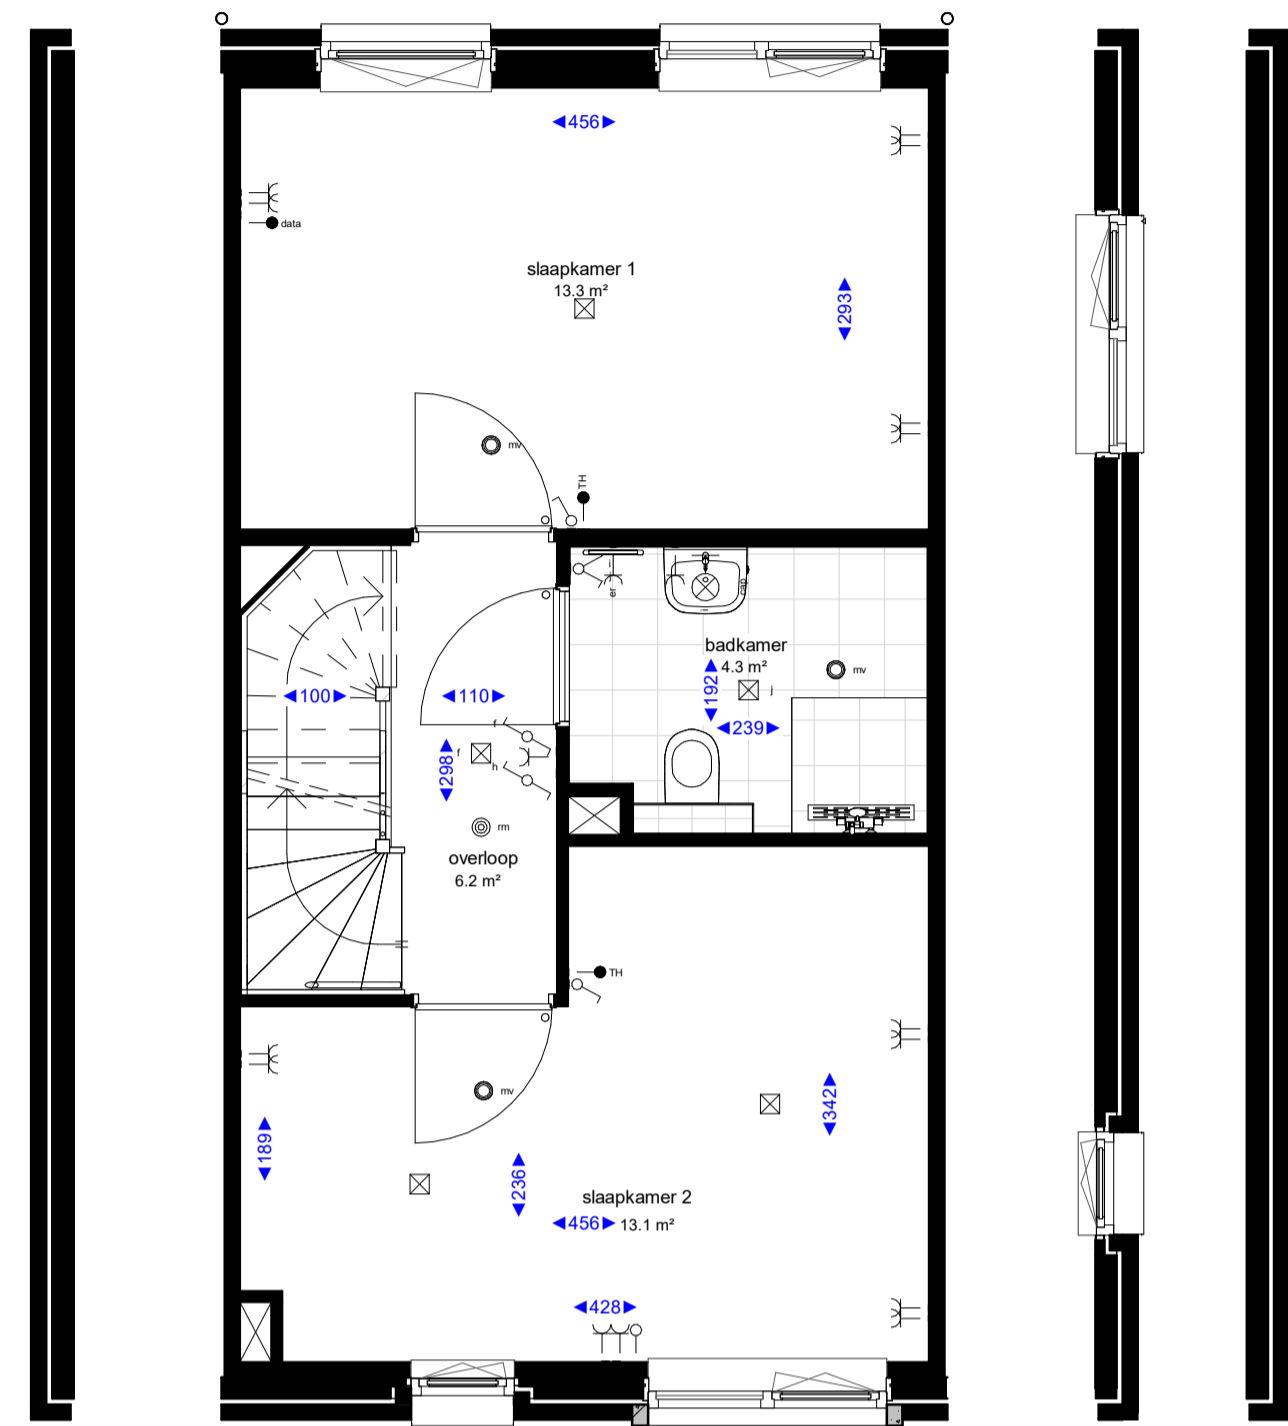 456
data
slaapkamer 1
13.3 m²
293
mv
TH
er
cap
badkamer
4.3 m²
mv
192
j
239
100
110
f
f
h
298
rm
overloop
6.2 m²
TH
mv
189
342
236
slaapkamer 2
456 13.1 m²
428